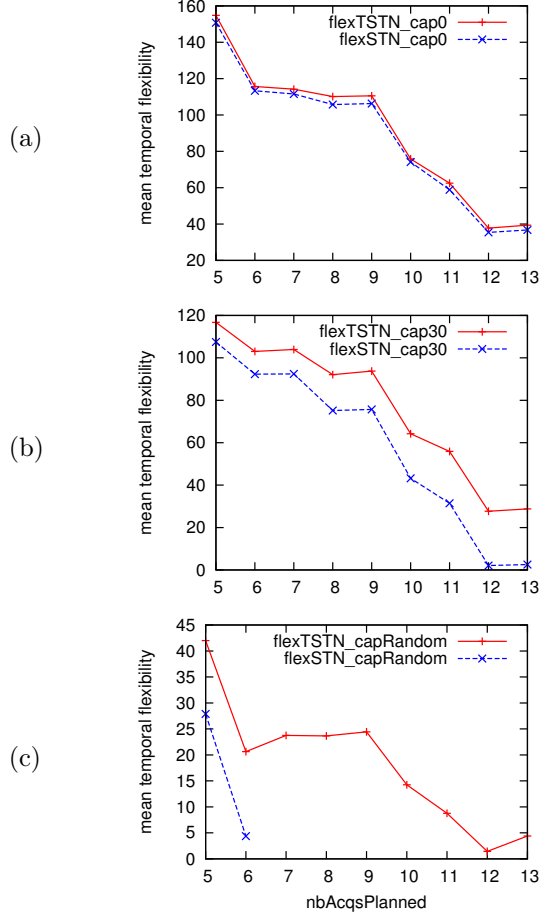 (a)
mean temporal flexibility
160
140
120
100
80
60
40
20
flexTSTN_cap0
flexSTN_cap0
5 6 7 8 9 10 11 12 13
(b)
mean temporal flexibility
120
100
80
60
40
20
0
flexTSTN_cap30
flexSTN_cap30
5 6 7 8 9 10 11 12 13
(c)
mean temporal flexibility
45
40
35
30
25
20
15
10
5
0
flexTSTN_capRandom
flexSTN_capRandom
5 6 7 8 9 10 11 12 13
nbAcqsPlanned